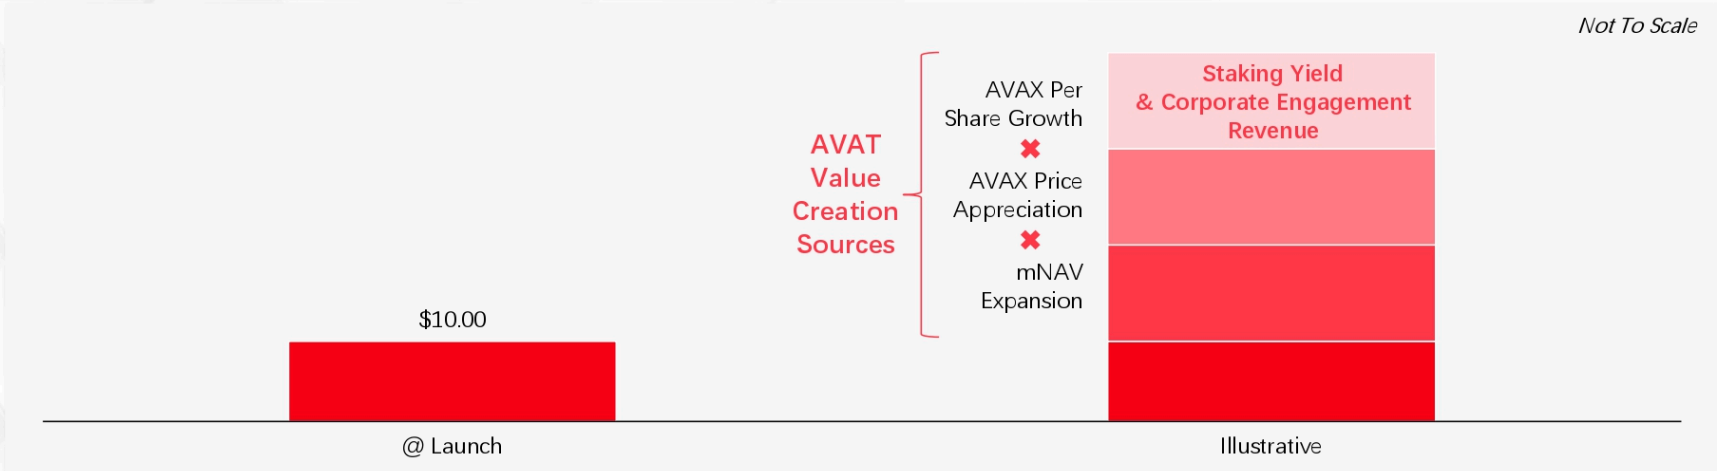 Not To Scale
AVAT
Value
Creation
Sources
AVAX Per
Share Growth
✖
AVAX Price
Appreciation
✖
mNAV
Expansion
Staking Yield
& Corporate Engagement
Revenue
$10.00
@ Launch
Illustrative